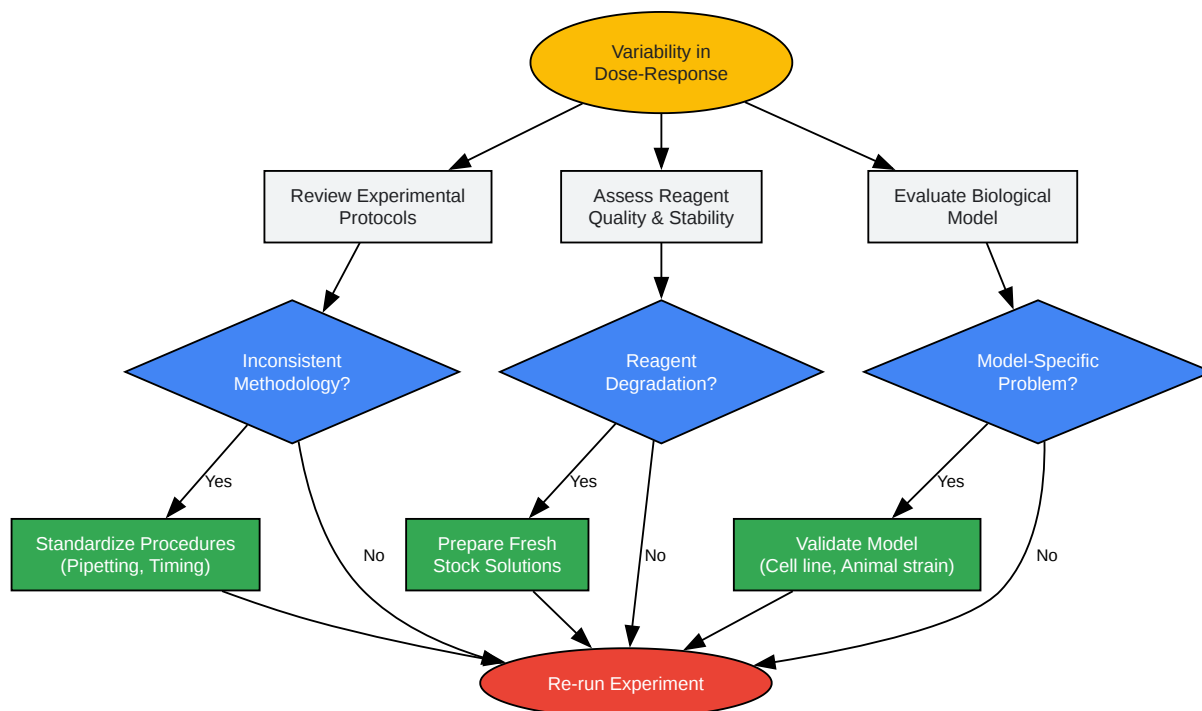 Variability in
Dose-Response
Review Experimental
Protocols
Assess Reagent
Quality & Stability
Evaluate Biological
Model
Inconsistent
Methodology?
Reagent
Degradation?
Model-Specific
Problem?
Yes
Yes
Yes
Standardize Procedures
(Pipetting, Timing)
No
Prepare Fresh
Stock Solutions
No
Validate Model
(Cell line, Animal strain)
No
Re-run Experiment